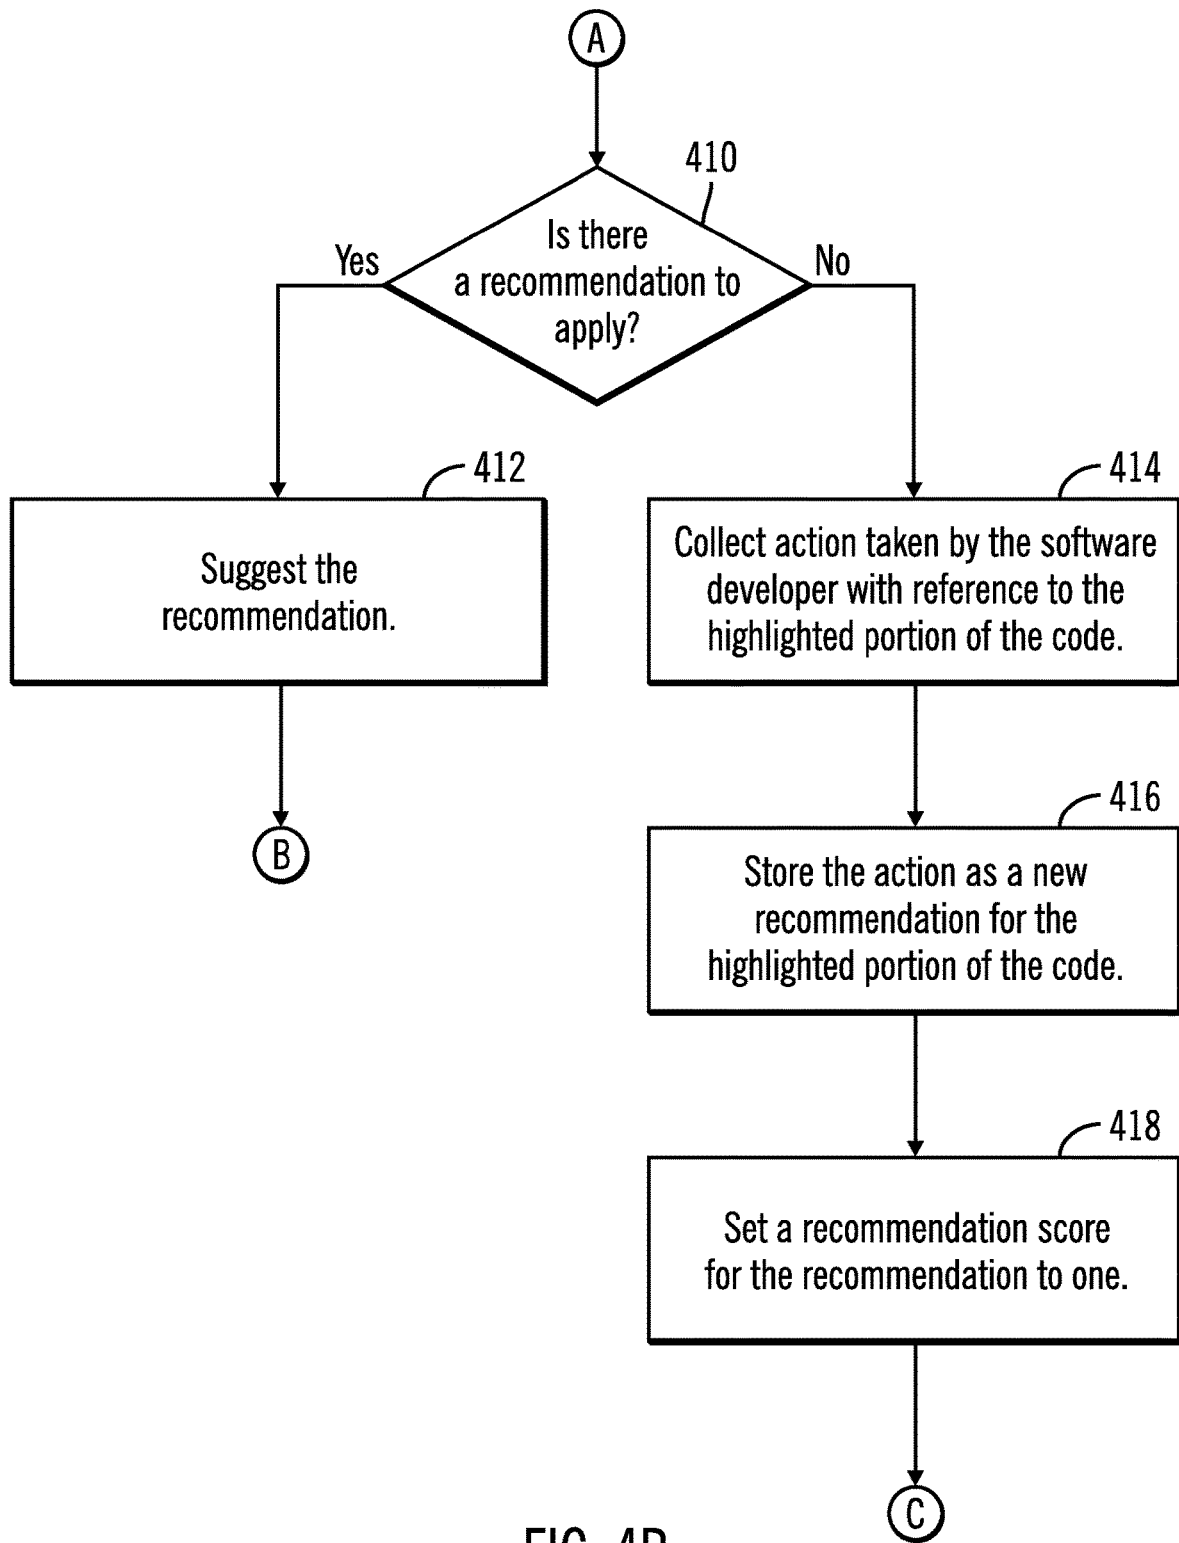 A
410
Is there
a recommendation to
apply?
Yes
No
412
Suggest the
recommendation.
B
414
Collect action taken by the software
developer with reference to the
highlighted portion of the code.
416
Store the action as a new
recommendation for the
highlighted portion of the code.
418
Set a recommendation score
for the recommendation to one.
C
FIG. 4B